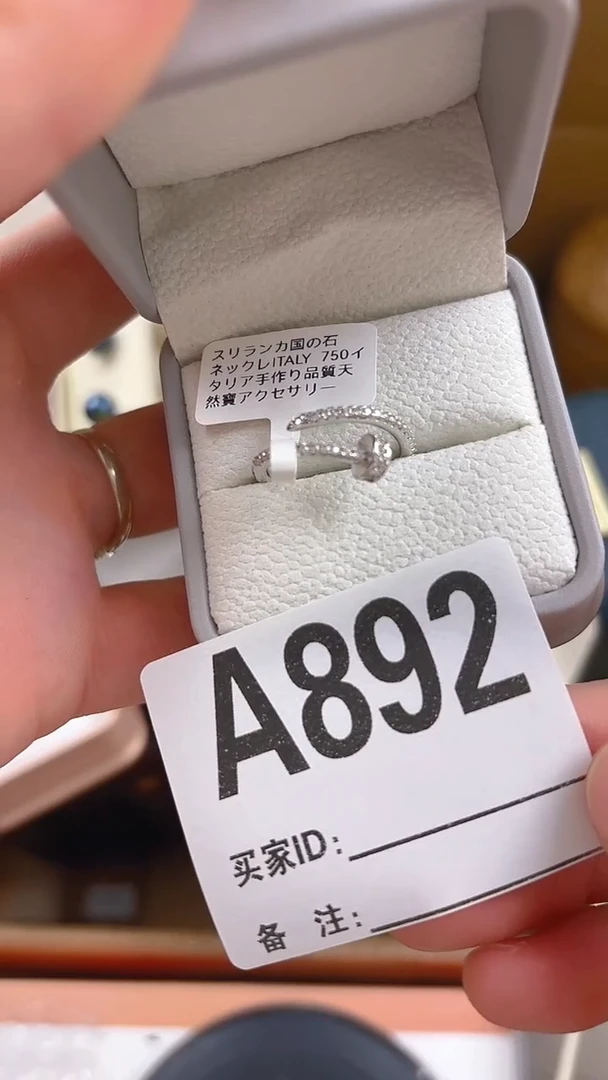 スリランカ国の石
ネックレITALY 750イ
タリア手作り品質天
然寶アクセサリー
A892
买家ID:
备 注: